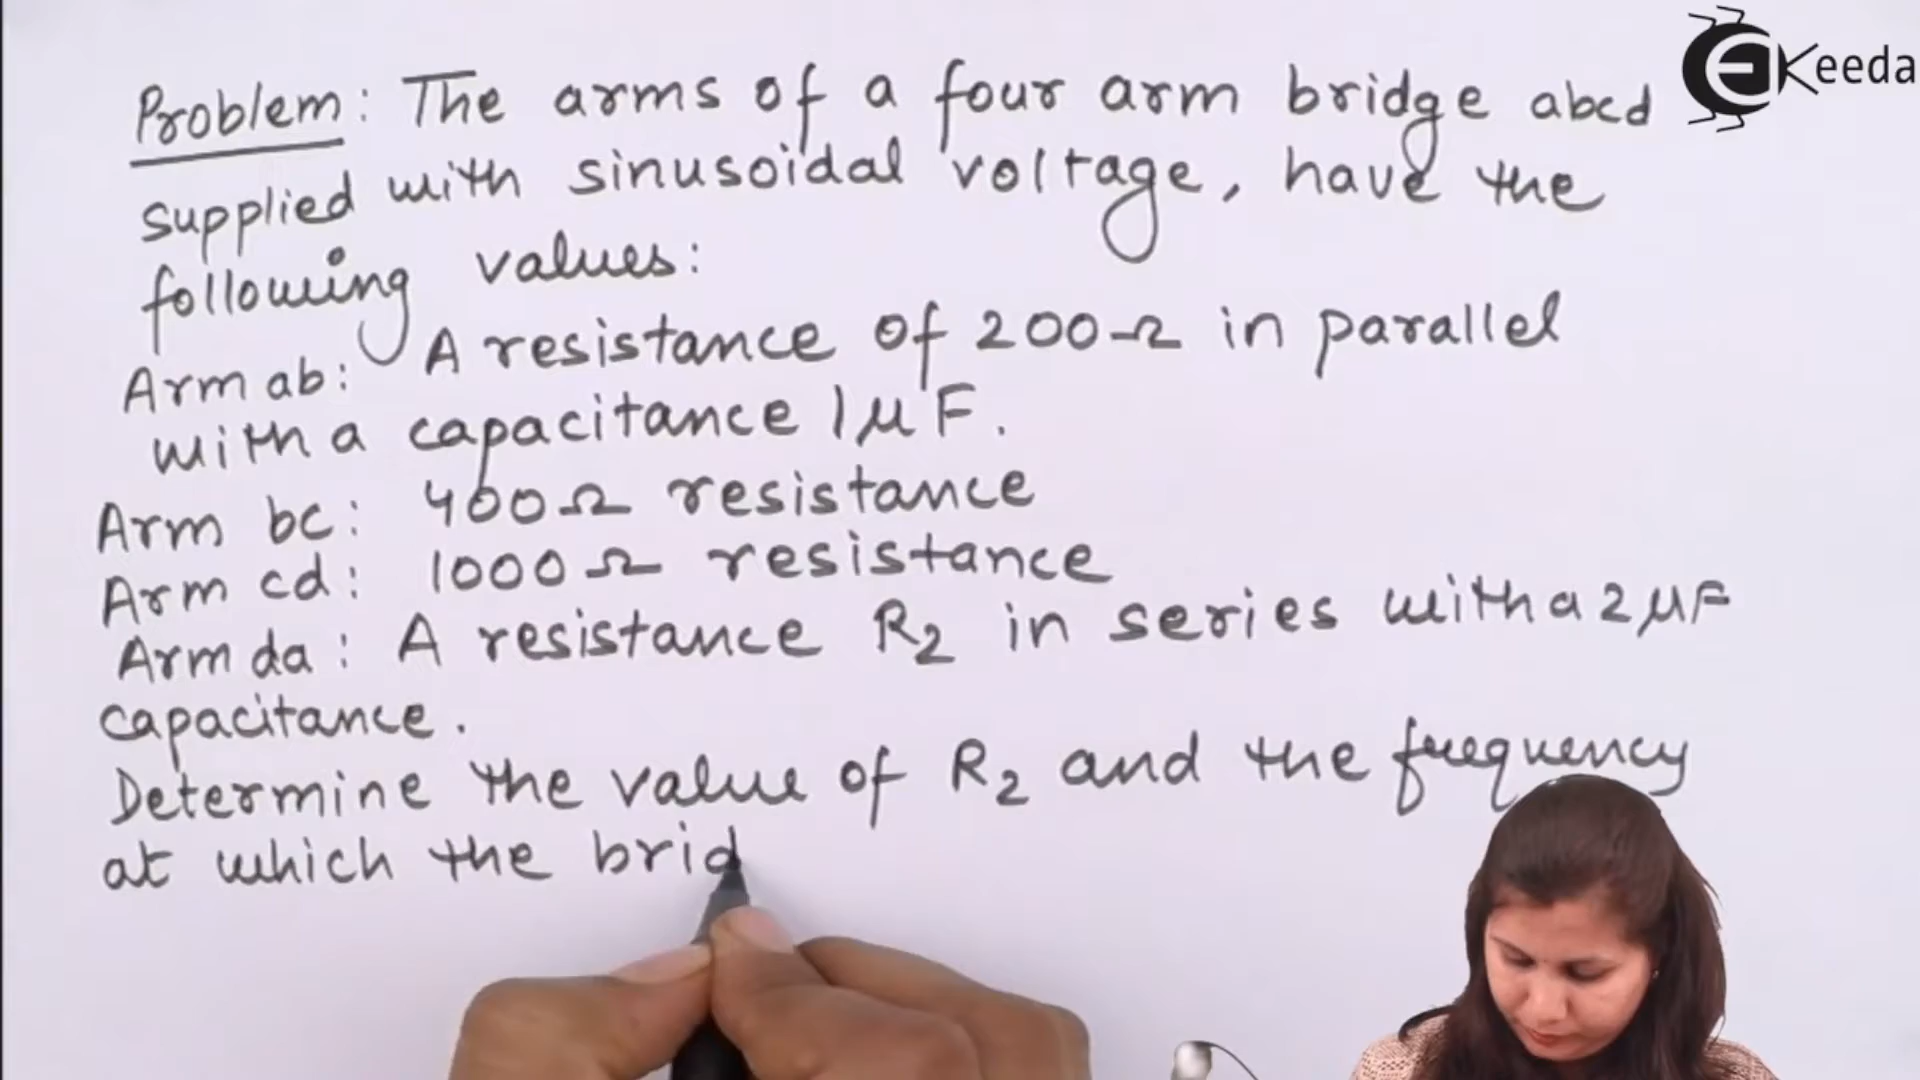 Problem: The arms of a four arm bridge abcd
supplied with sinusoidal voltage, have the
following values:
Arm ab: A resistance of 200Ω in parallel
with a capacitance 1μF.
Arm bc: 400Ω resistance
Arm cd: 1000Ω resistance
Arm da: A resistance R₂ in series with a 2μF
capacitance.
Determine the value of R₂ and the frequency
at which the brid
EKeeda